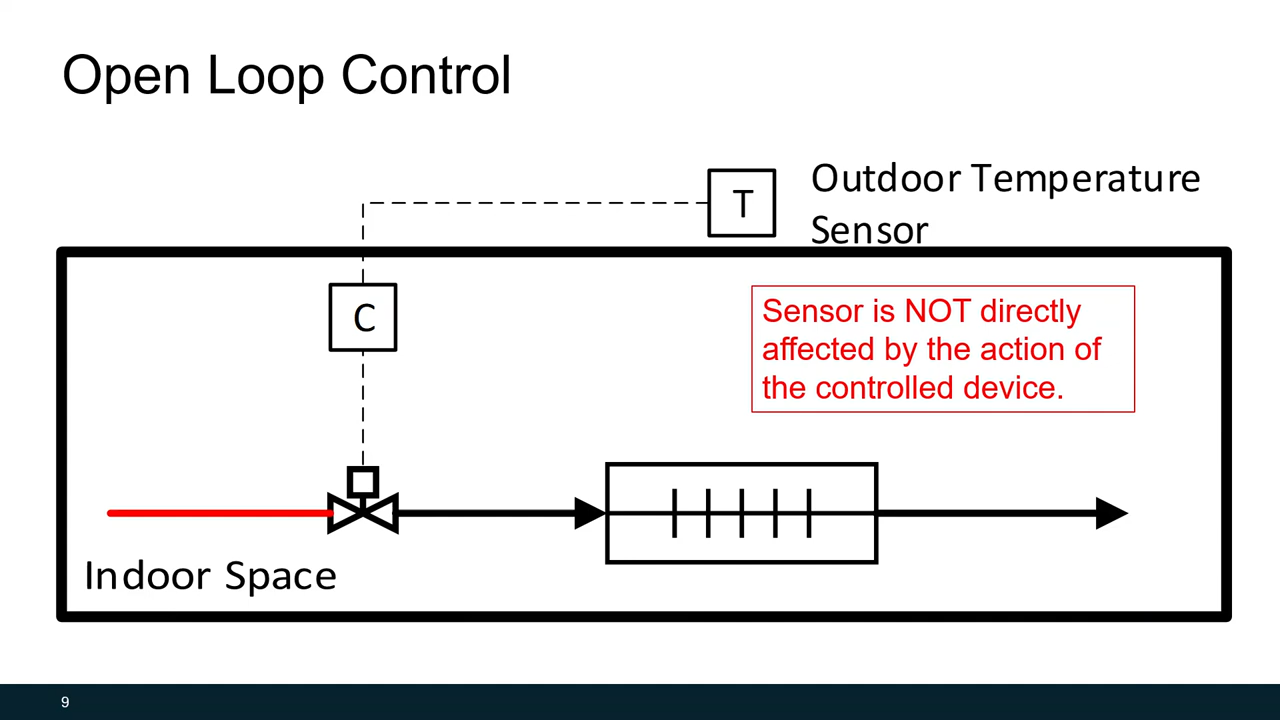 Open Loop Control
T
Outdoor Temperature
Sensor
C
Sensor is NOT directly
affected by the action of
the controlled device.
Indoor Space
9